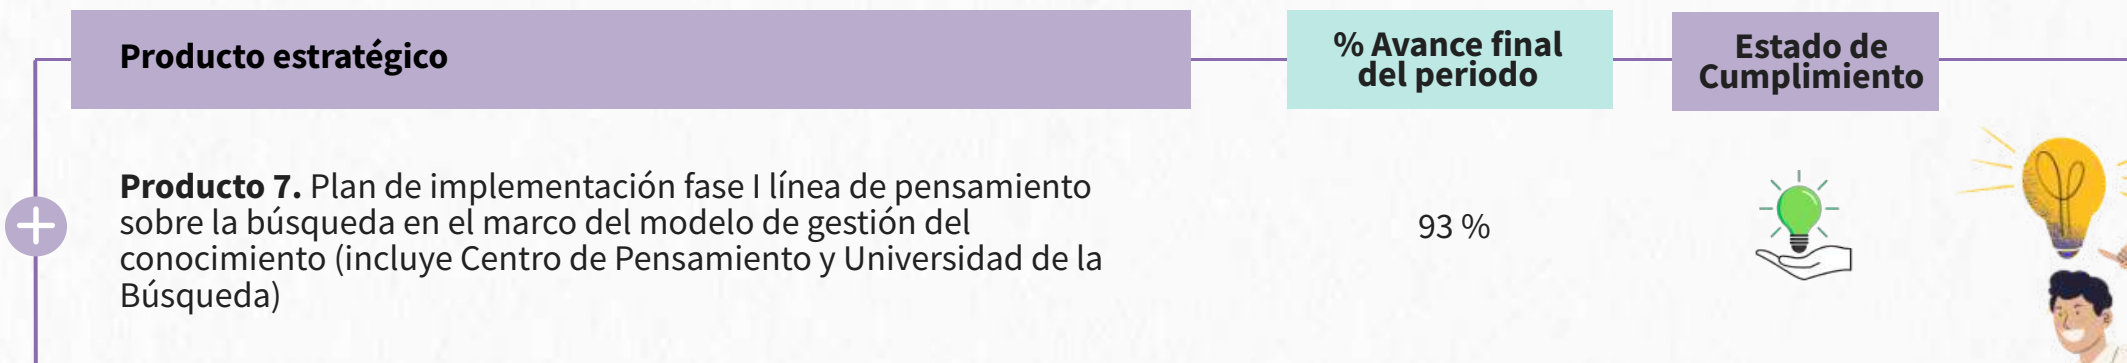 Producto estratégico
% Avance final
del periodo
Estado de
Cumplimiento
Producto 7. Plan de implementación fase I línea de pensamiento
sobre la búsqueda en el marco del modelo de gestión del
conocimiento (incluye Centro de Pensamiento y Universidad de la
Búsqueda)
93 %